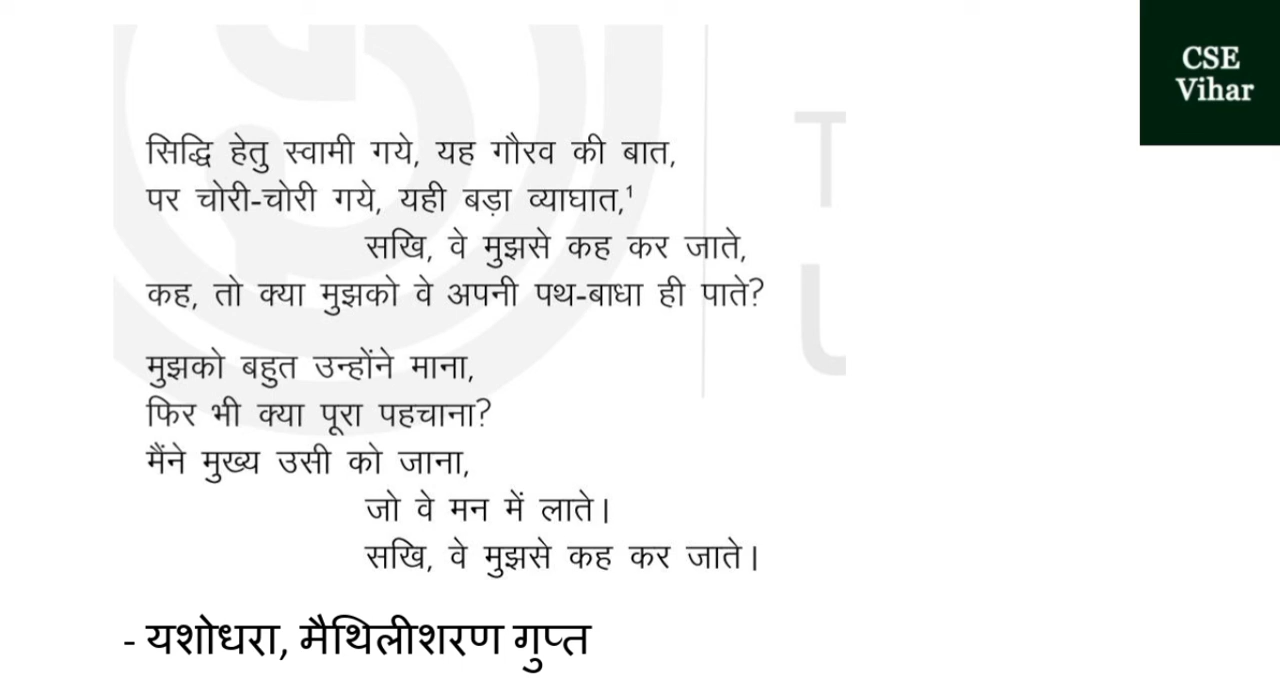 CSE
Vihar
सिद्धि हेतु स्वामी गये, यह गौरव की बात,
पर चोरी-चोरी गये, यही बड़ा व्याघात,¹
सखि, वे मुझसे कह कर जाते,
कह, तो क्या मुझको वे अपनी पथ-बाधा ही पाते?
मुझको बहुत उन्होंने माना,
फिर भी क्या पूरा पहचाना?
मैंने मुख्य उसी को जाना,
जो वे मन में लाते।
सखि, वे मुझसे कह कर जाते।
- यशोधरा, मैथिलीशरण गुप्त